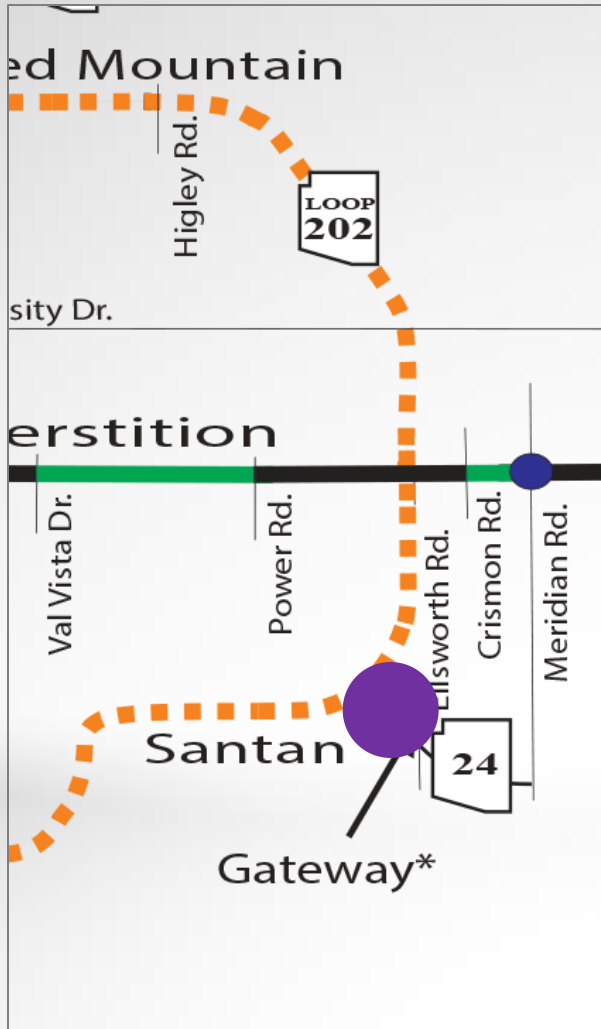 ed Mountain
Higley Rd.
LOOP
202
sity Dr.
erstition
Val Vista Dr.
Power Rd.
Ellsworth Rd.
Crismon Rd.
Meridian Rd.
Santan
24
Gateway*